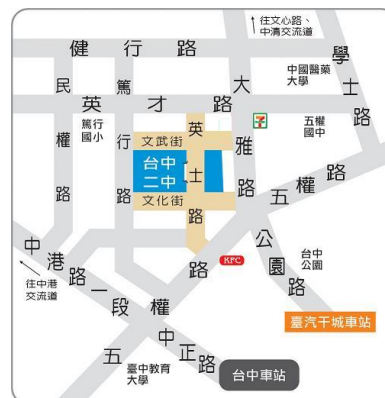 往文心路、
中清交流道
健行路
大雅路
學士路
中國醫藥
大學
民權路
篤行路
英才路
篤行
國小
7
ELEVEN
五權
國中
文武街
英士路
台中
二中
文化街
五權路
公園路
台中
公園
KFC
中港路一段
往中港
交流道
五權路
中正路
臺中教育
大學
臺汽干城車站
台中車站